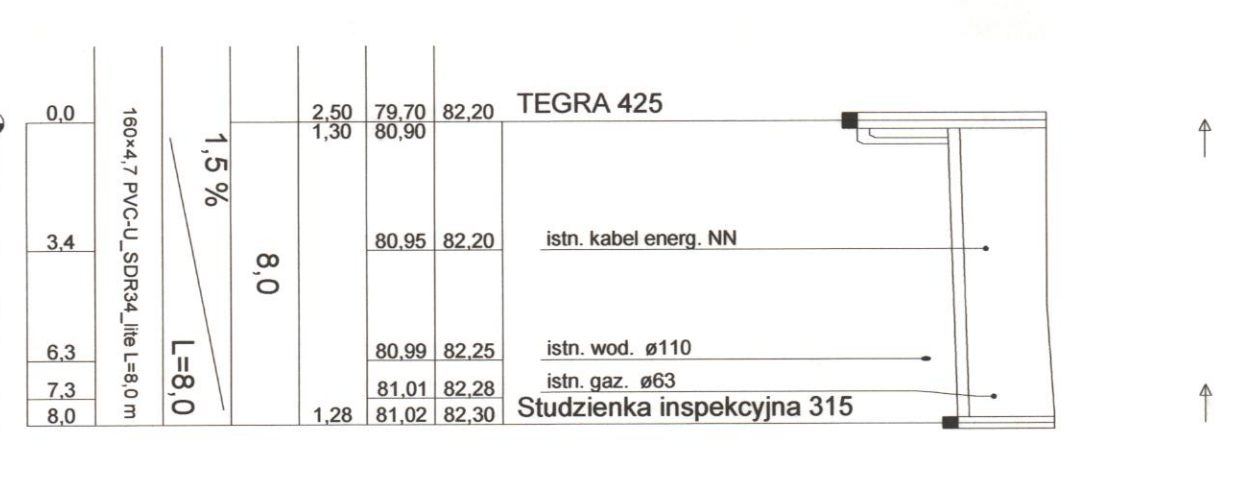 0,0
2,50 79,70 82,20 TEGRA 425
1,30 80,90
160×4,7 PVC-U_SDR34_lite L=8,0 m
1,5 %
L=8,0
8,0
3,4 80,95 82,20 istn. kabel energ. NN
6,3 80,99 82,25 istn. wod. ø110
7,3 81,01 82,28 istn. gaz. ø63
8,0 1,28 81,02 82,30 Studzienka inspekcyjna 315